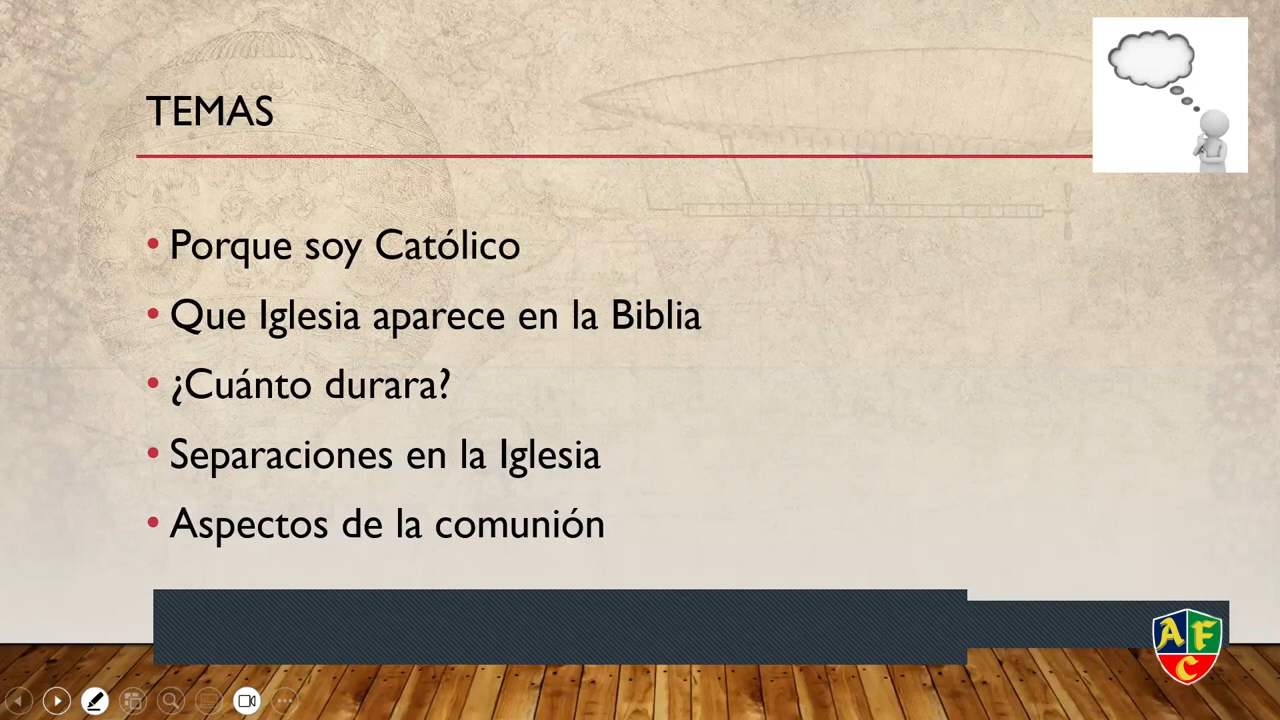 TEMAS
• Porque soy Católico
• Que Iglesia aparece en la Biblia
• ¿Cuánto durara?
• Separaciones en la Iglesia
• Aspectos de la comunión
A F
C